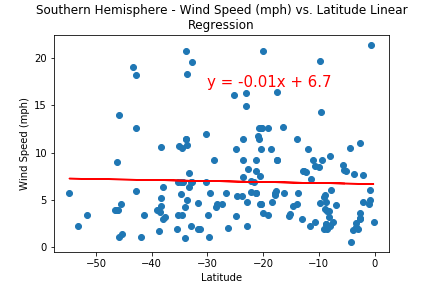 Southern Hemisphere - Wind Speed (mph) vs. Latitude Linear
Regression
20
15
10
5
0
Wind Speed (mph)
y = -0.01x + 6.7
−50
−40
−30
−20
−10
0
Latitude